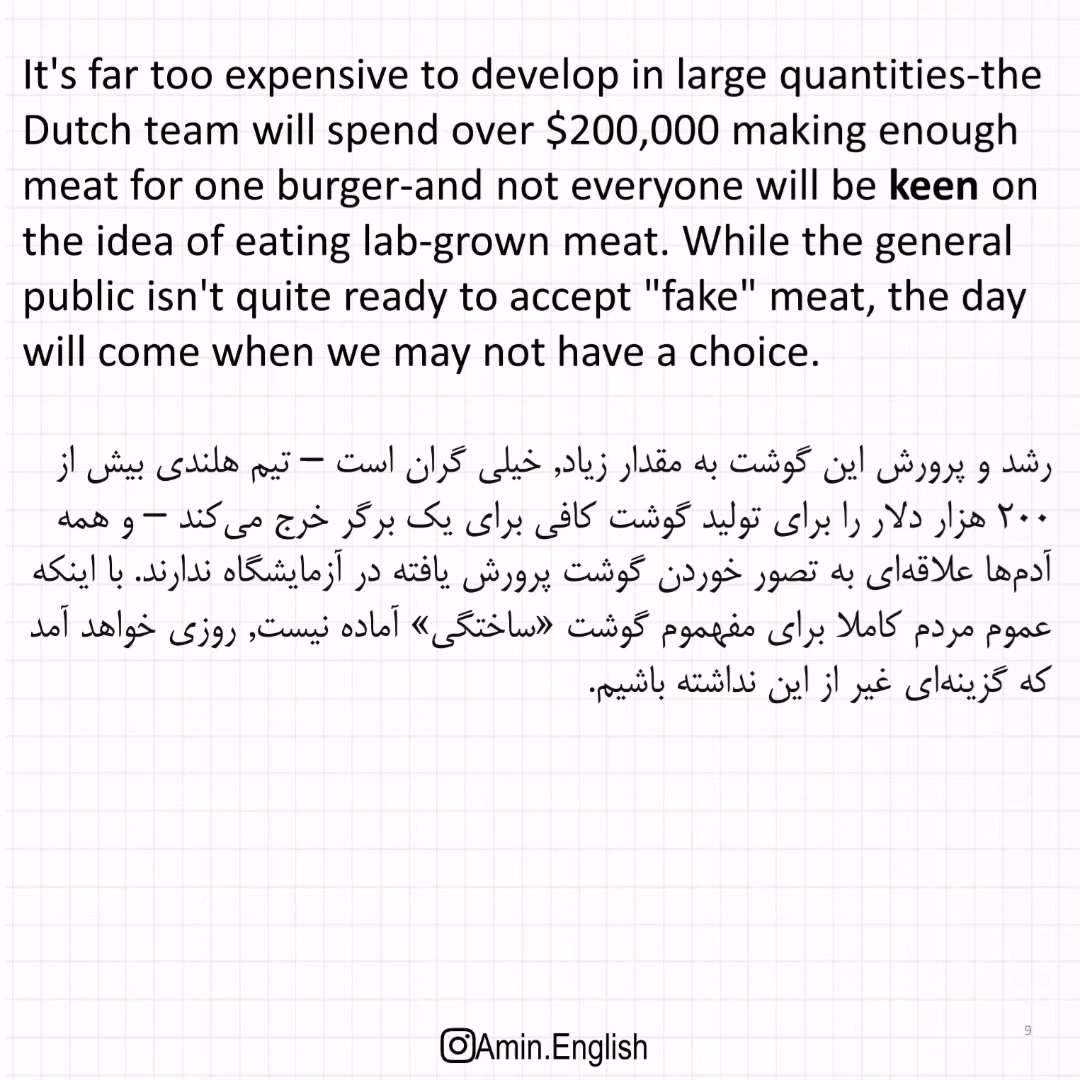 It's far too expensive to develop in large quantities-the
Dutch team will spend over $200,000 making enough
meat for one burger-and not everyone will be keen on
the idea of eating lab-grown meat. While the general
public isn't quite ready to accept "fake" meat, the day
will come when we may not have a choice.
رشد و پرورش این گوشت به مقدار زیاد, خیلی گران است – تیم هلندی بیش از
۲۰۰ هزار دلار را برای تولید گوشت کافی برای یک برگر خرج می‌کند – و همه
آدم‌ها علاقه‌ای به تصور خوردن گوشت پرورش یافته در آزمایشگاه ندارند. با اینکه
عموم مردم کاملا برای مفهموم گوشت «ساختگی» آماده نیست, روزی خواهد آمد
که گزینه‌ای غیر از این نداشته باشیم.
Amin.English
9